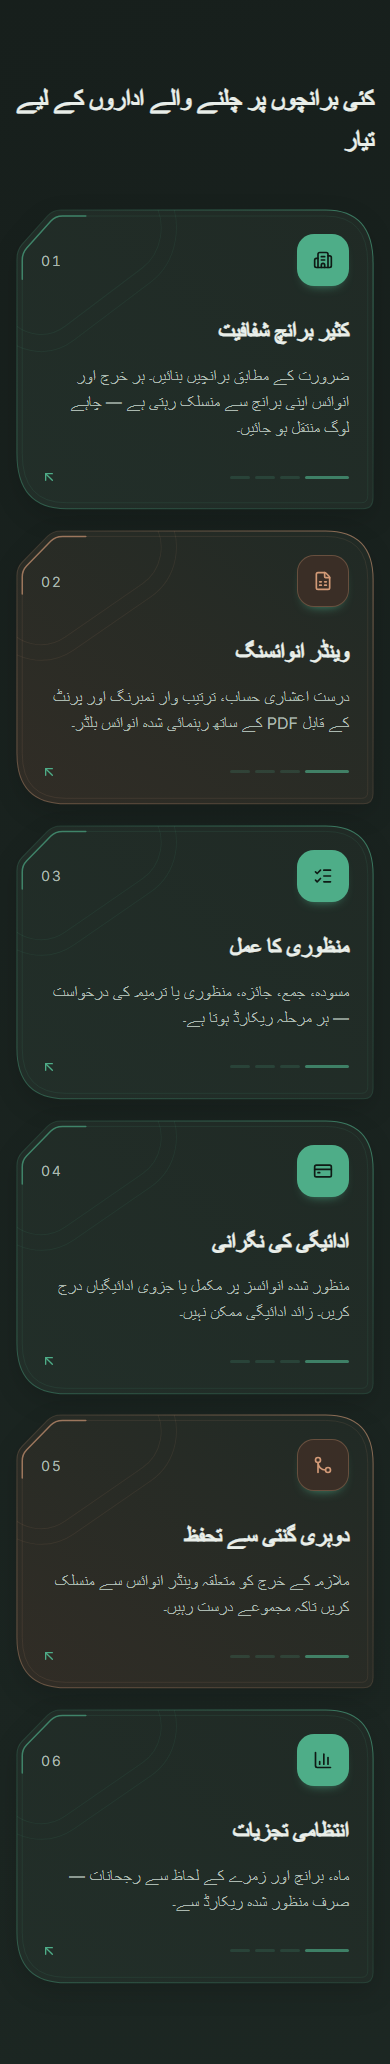 کئی برانچوں پر چلنے والے اداروں کے لیے
تیار
01
کثیر برانچ شفافیت
ضرورت کے مطابق برانچیں بنائیں۔ ہر خرچ اور
انوائس اپنی برانچ سے منسلک رہتی ہے — چاہے
لوگ منتقل ہو جائیں۔
02
وینڈر انوائسنگ
درست اعشاری حساب، ترتیب وار نمبرنگ اور پرنٹ
کے قابل PDF کے ساتھ رہنمائی شدہ انوائس بلڈر۔
03
منظوری کا عمل
مسودہ، جمع، جائزہ، منظوری یا ترمیم کی درخواست
— ہر مرحلہ ریکارڈ ہوتا ہے۔
04
ادائیگی کی نگرانی
منظور شدہ انوائسز پر مکمل یا جزوی ادائیگیاں درج
کریں۔ زائد ادائیگی ممکن نہیں۔
05
دوہری گنتی سے تحفظ
ملازم کے خرچ کو متعلقہ وینڈر انوائس سے منسلک
کریں تاکہ مجموعے درست رہیں۔
06
انتظامی تجزیات
ماہ، برانچ اور زمرے کے لحاظ سے رجحانات —
صرف منظور شدہ ریکارڈ سے۔